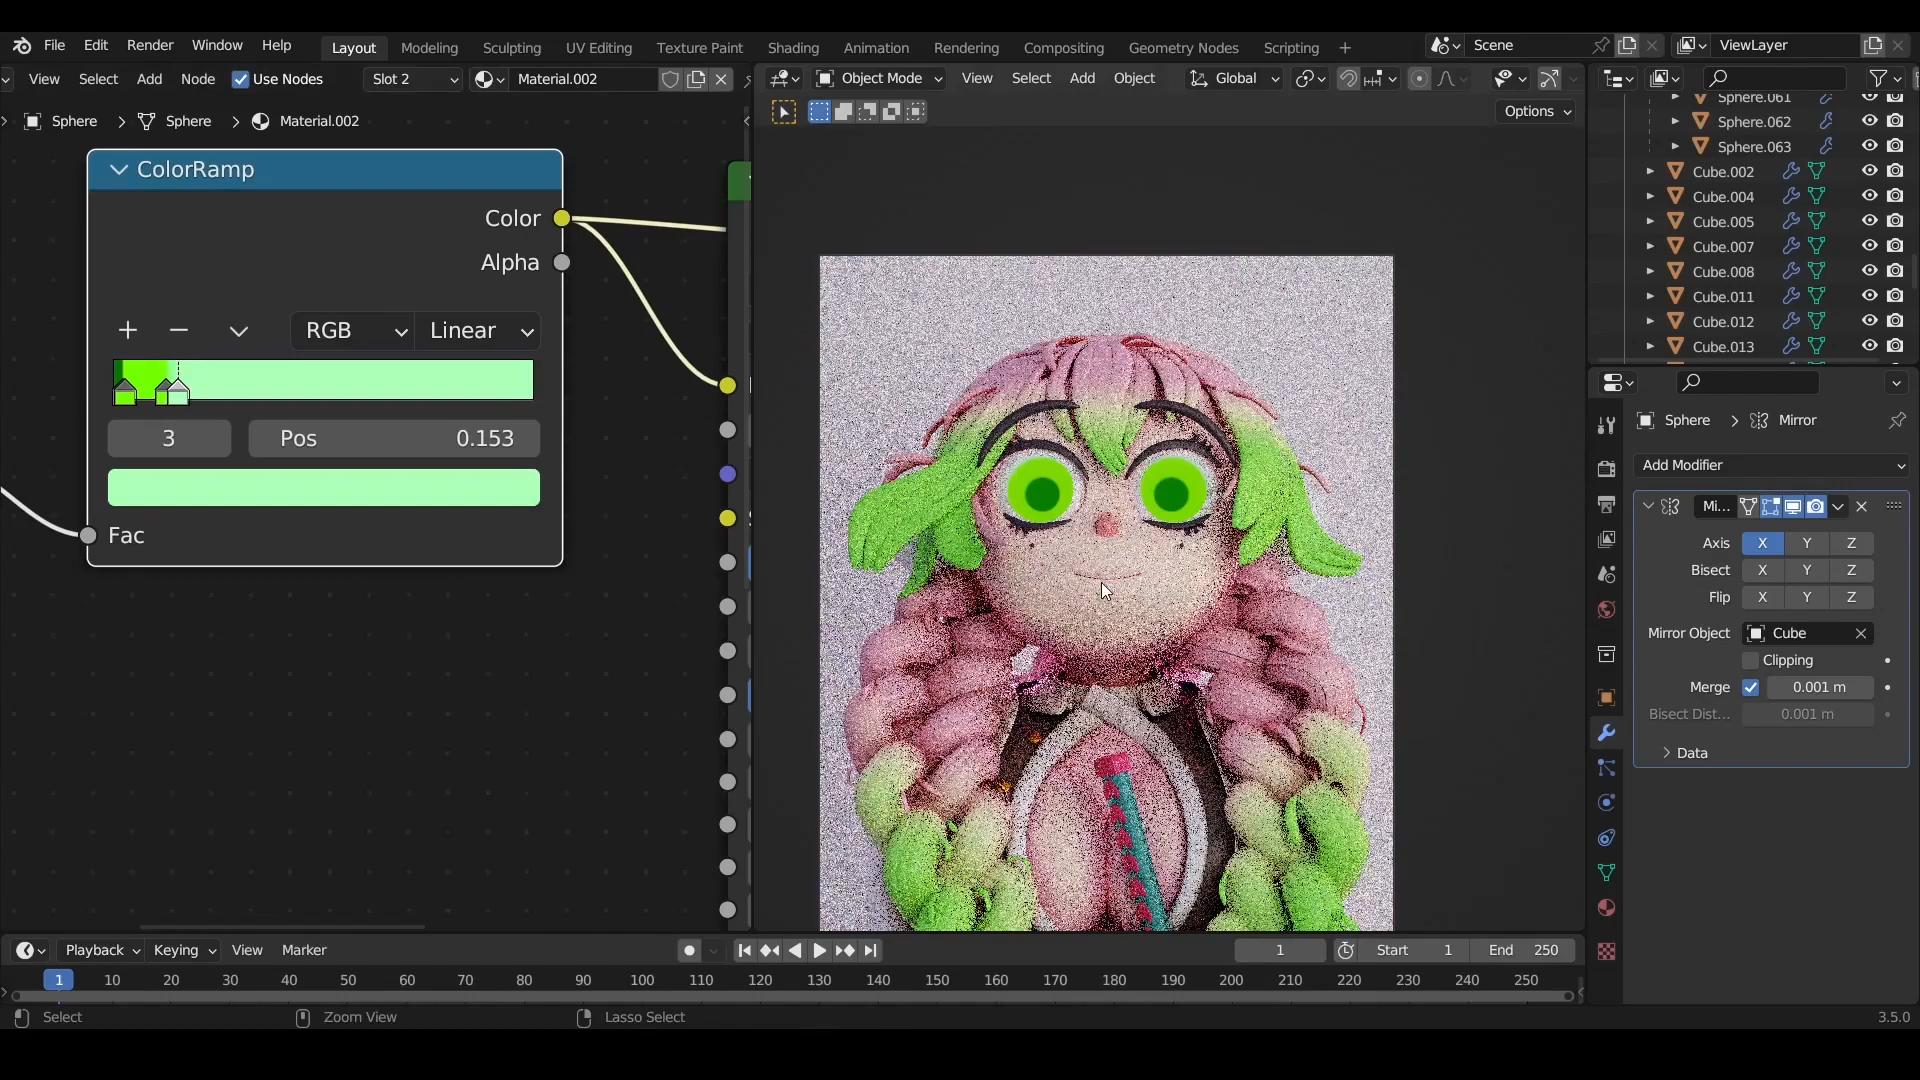 File Edit Render Window Help Layout Modeling Sculpting UV Editing Texture Paint Shading Animation Rendering Compositing Geometry Nodes Scripting + Scene ViewLayer
View Select Add Node Use Nodes Slot 2 Material.002 Object Mode View Select Add Object Global
Options
Sphere > Sphere > Material.002
ColorRamp
Color
Alpha
RGB Linear
3 Pos 0.153
Fac
Sphere.061
Sphere.062
Sphere.063
Cube.002
Cube.004
Cube.005
Cube.007
Cube.008
Cube.011
Cube.012
Cube.013
Sphere > Mirror
Add Modifier
Mi...
Axis X Y Z
Bisect X Y Z
Flip X Y Z
Mirror Object Cube
Clipping
Merge 0.001 m
Bisect Dist... 0.001 m
Data
Playback Keying View Marker 1 Start 1 End 250
1 10 20 30 40 50 60 70 80 90 100 110 120 130 140 150 160 170 180 190 200 210 220 230 240 250
Select Zoom View Lasso Select 3.5.0